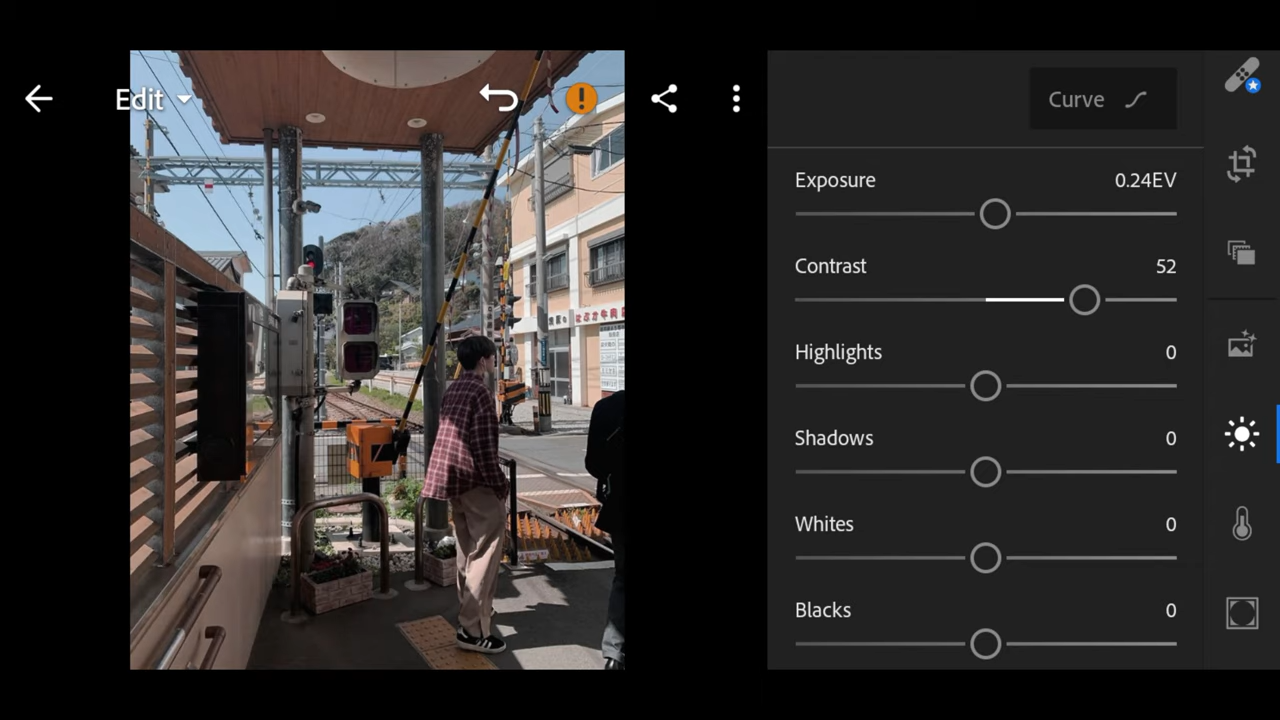 Edit
Curve
Exposure
0.24EV
Contrast
52
Highlights
0
Shadows
0
Whites
0
Blacks
0